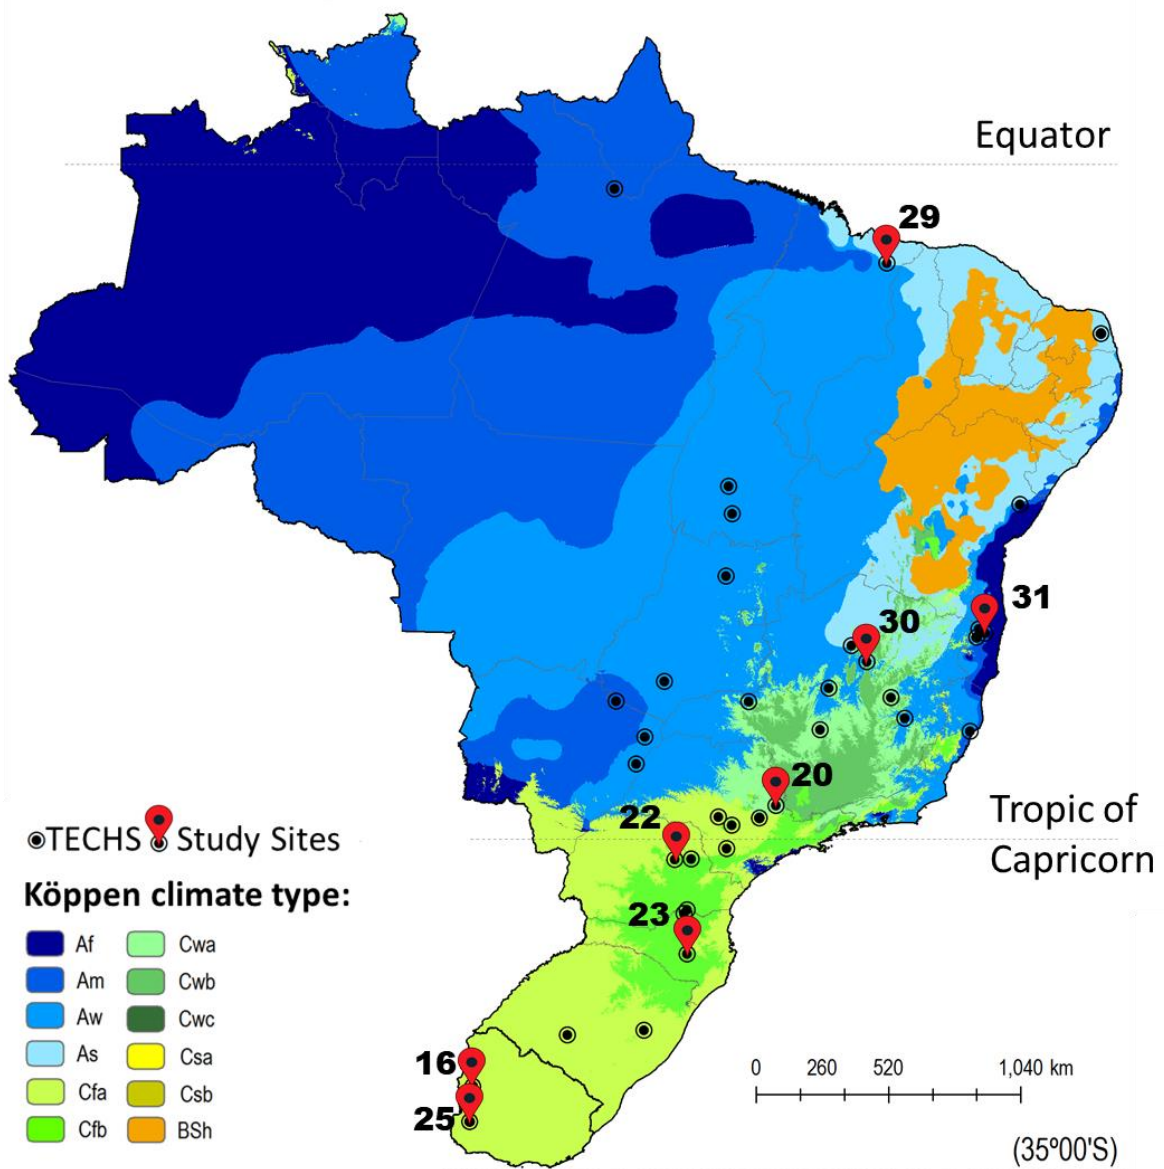 Equator
29
31
30
20
Tropic of
Capricorn
22
TECHS Study Sites
Köppen climate type:
23
Af Cwa
Am Cwb
Aw Cwc
As Csa
Cfa Csb
Cfb BSh
16
25
0 260 520 1,040 km
(35º00'S)